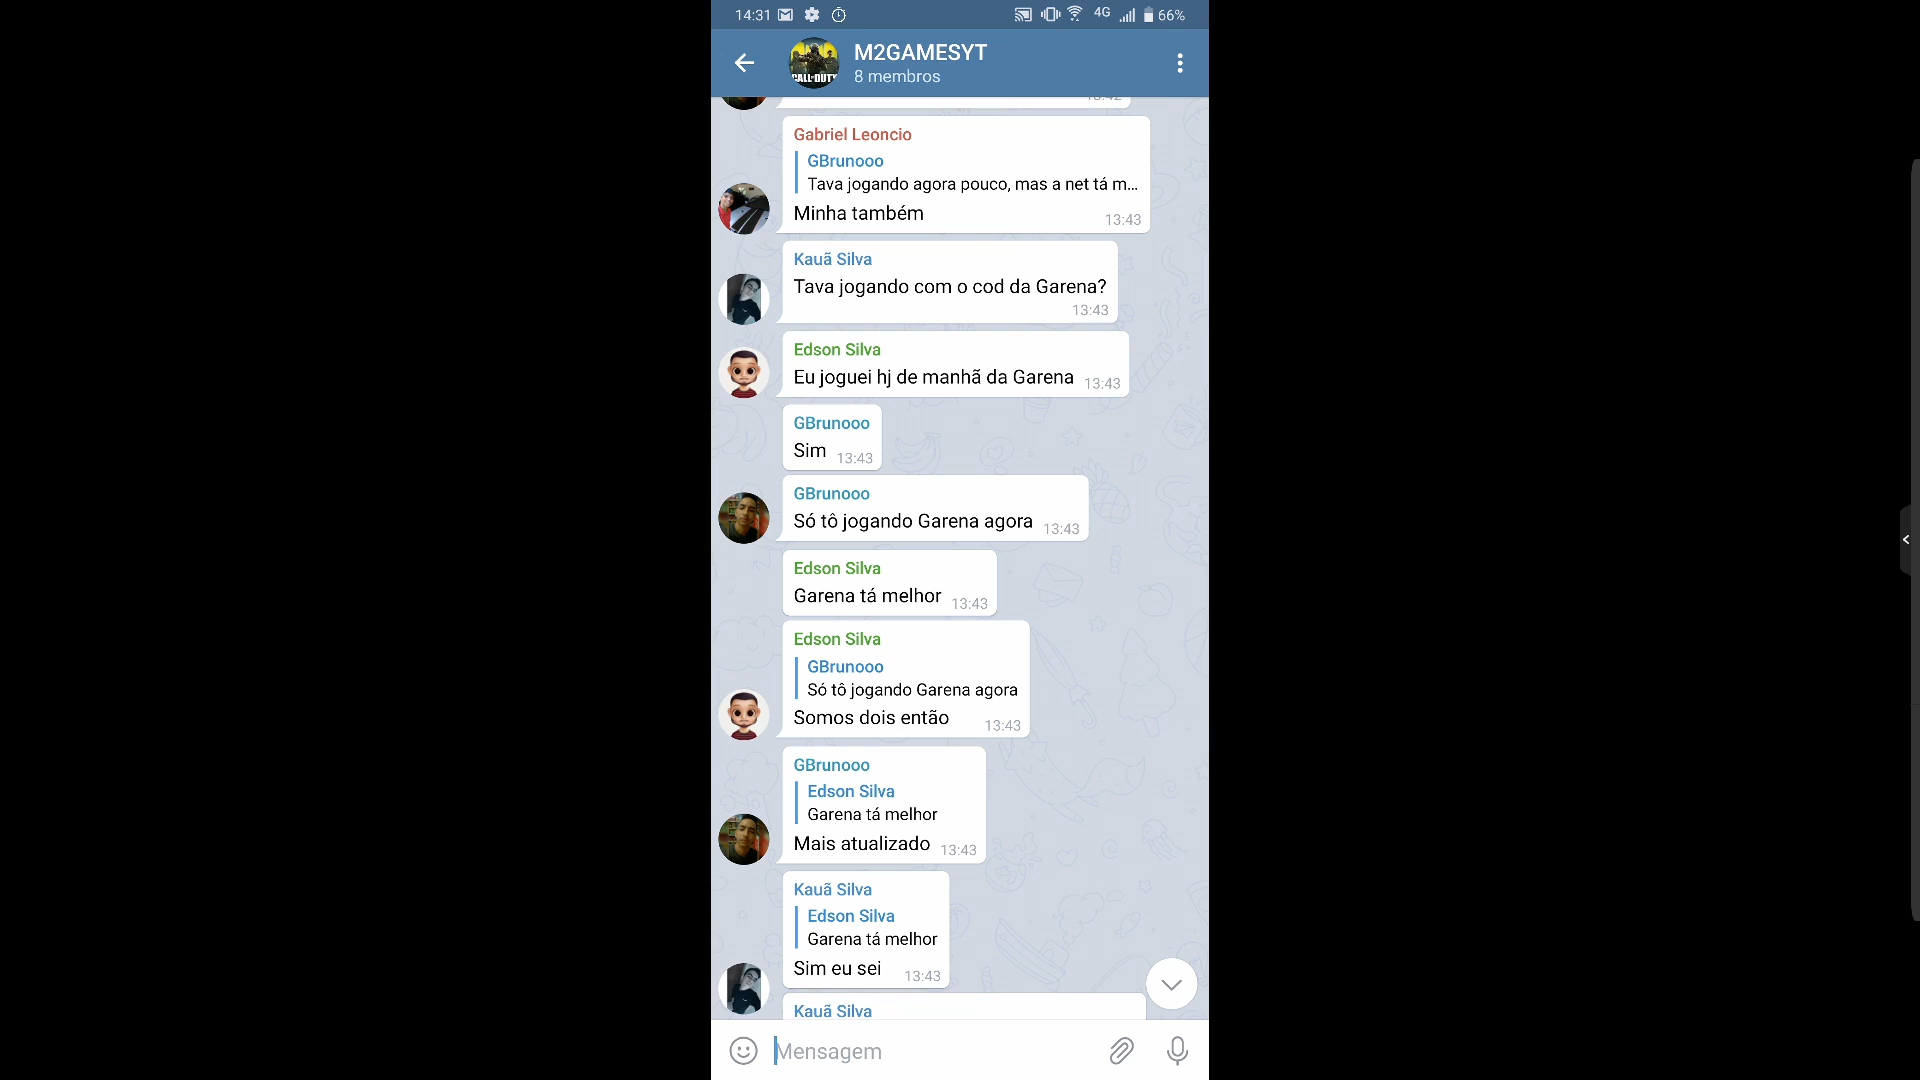 14:31
4G
66%
M2GAMESYT
8 membros
CALL·DUTY
13:42
Gabriel Leoncio
GBrunooo
Tava jogando agora pouco, mas a net tá m...
Minha também 13:43
Kauã Silva
Tava jogando com o cod da Garena?
13:43
Edson Silva
Eu joguei hj de manhã da Garena 13:43
GBrunooo
Sim 13:43
GBrunooo
Só tô jogando Garena agora 13:43
Edson Silva
Garena tá melhor 13:43
Edson Silva
GBrunooo
Só tô jogando Garena agora
Somos dois então 13:43
GBrunooo
Edson Silva
Garena tá melhor
Mais atualizado 13:43
Kauã Silva
Edson Silva
Garena tá melhor
Sim eu sei 13:43
Kauã Silva
Mensagem